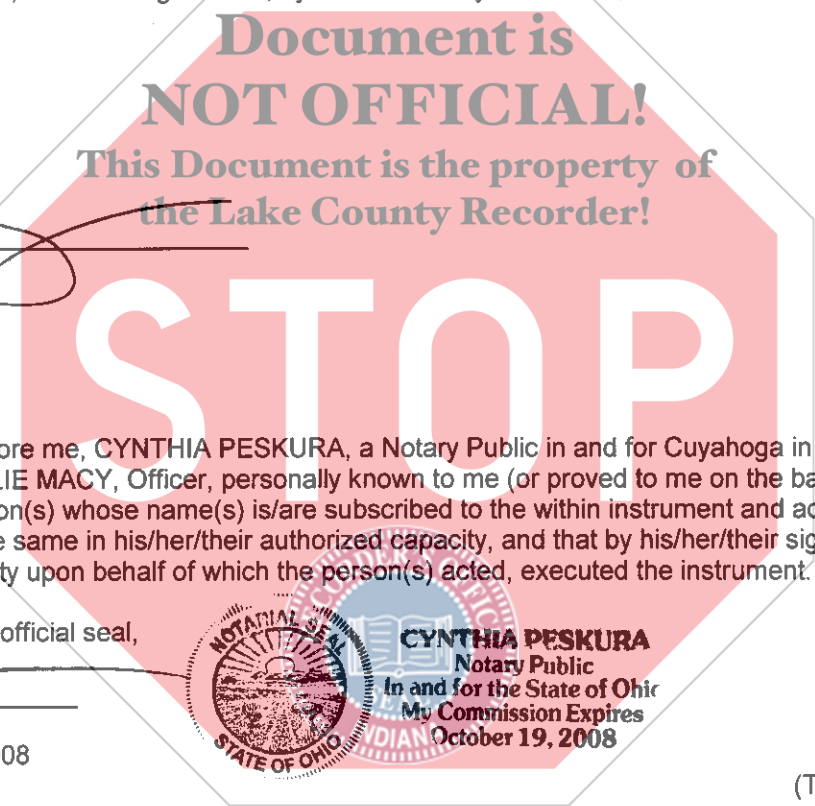 Document is
NOT OFFICIAL!
This Document is the property of
the Lake County Recorder!
STOP
ore me, CYNTHIA PESKURA, a Notary Public in and for Cuyahoga in
LIE MACY, Officer, personally known to me (or proved to me on the ba
on(s) whose name(s) is/are subscribed to the within instrument and ac
e same in his/her/their authorized capacity, and that by his/her/their sig
ty upon behalf of which the person(s) acted, executed the instrument.
official seal,
NOTARIAL SEAL
STATE OF OHIO
CYNTHIA PESKURA
Notary Public
In and for the State of Ohio
My Commission Expires
October 19, 2008
08
(T